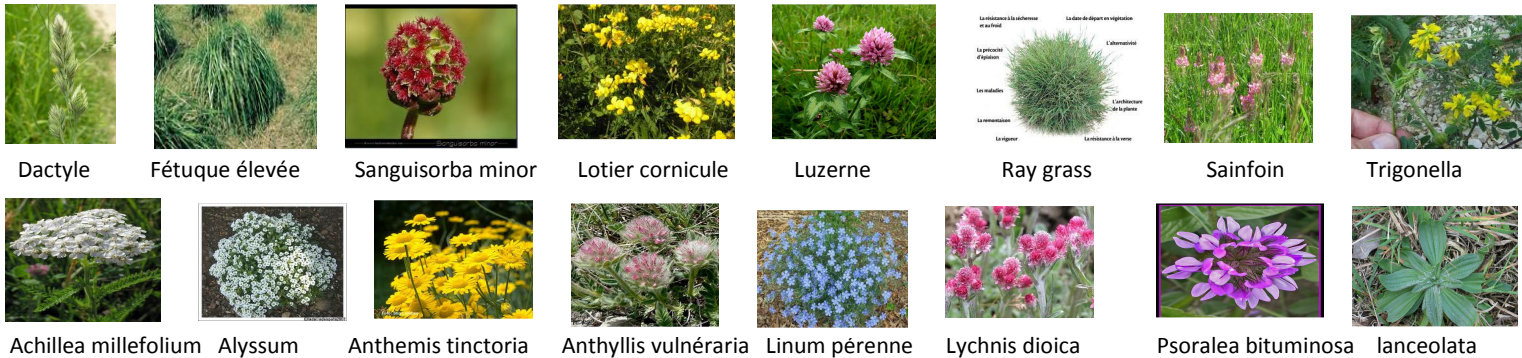 La résistance à la sécheresse
et au froid
La date de départ en végétation
L'alternativité
La précocité
d'épiaison
Les maladies
L'architecture
de la plante
La remontaison
La vigueur
La résistance à la verse
Sanguisorba minor
Dactyle Fétuque élevée Sanguisorba minor Lotier cornicule Luzerne Ray grass Sainfoin Trigonella
Achillea millefolium Alyssum Anthemis tinctoria Anthyllis vulnéraria Linum pérenne Lychnis dioica Psoralea bituminosa lanceolata